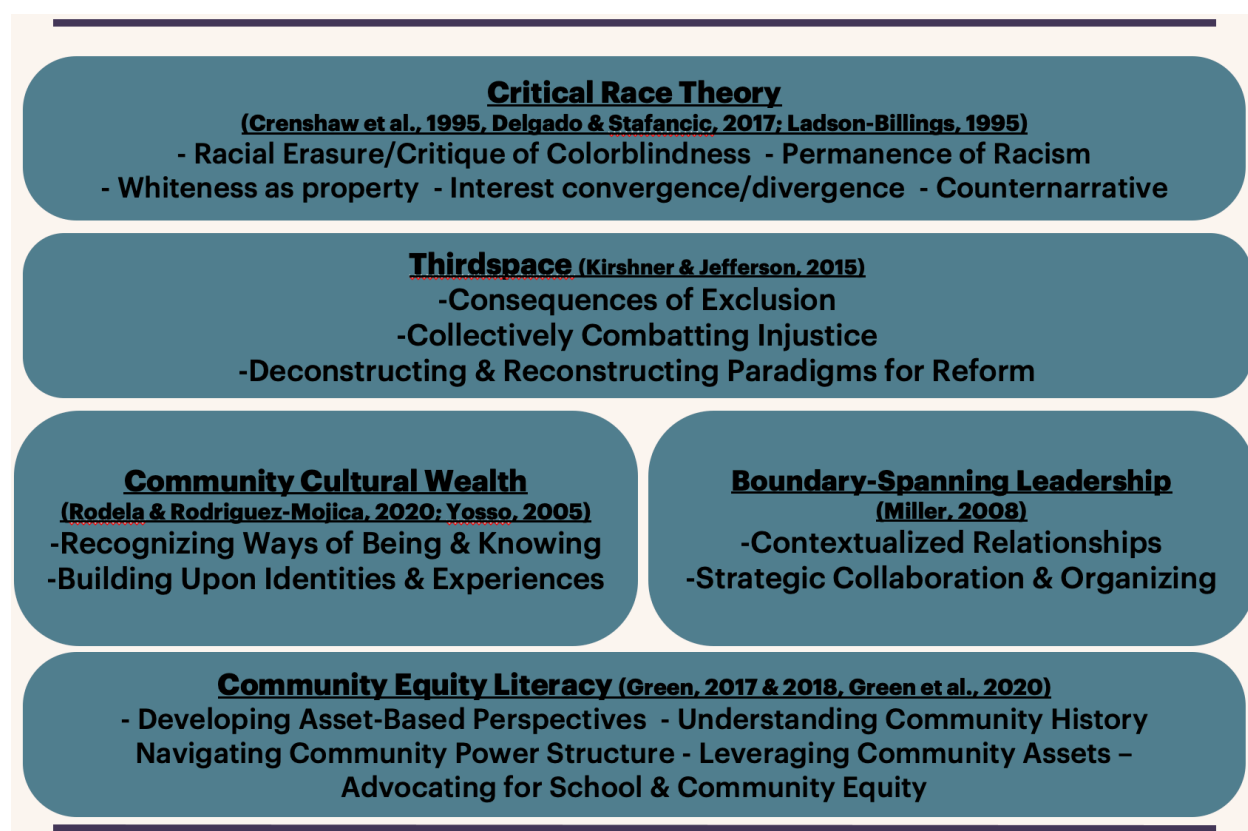 Critical Race Theory
(Crenshaw et al., 1995, Delgado & Stafancic, 2017; Ladson-Billings, 1995)
- Racial Erasure/Critique of Colorblindness  - Permanence of Racism
- Whiteness as property  - Interest convergence/divergence  - Counternarrative
Thirdspace (Kirshner & Jefferson, 2015)
-Consequences of Exclusion
-Collectively Combatting Injustice
-Deconstructing & Reconstructing Paradigms for Reform
Community Cultural Wealth
(Rodela & Rodriguez-Mojica, 2020; Yosso, 2005)
-Recognizing Ways of Being & Knowing
-Building Upon Identities & Experiences
Boundary-Spanning Leadership
(Miller, 2008)
-Contextualized Relationships
-Strategic Collaboration & Organizing
Community Equity Literacy (Green, 2017 & 2018, Green et al., 2020)
- Developing Asset-Based Perspectives  - Understanding Community History
Navigating Community Power Structure - Leveraging Community Assets –
Advocating for School & Community Equity